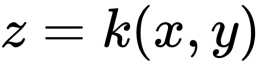 z = k(x, y)